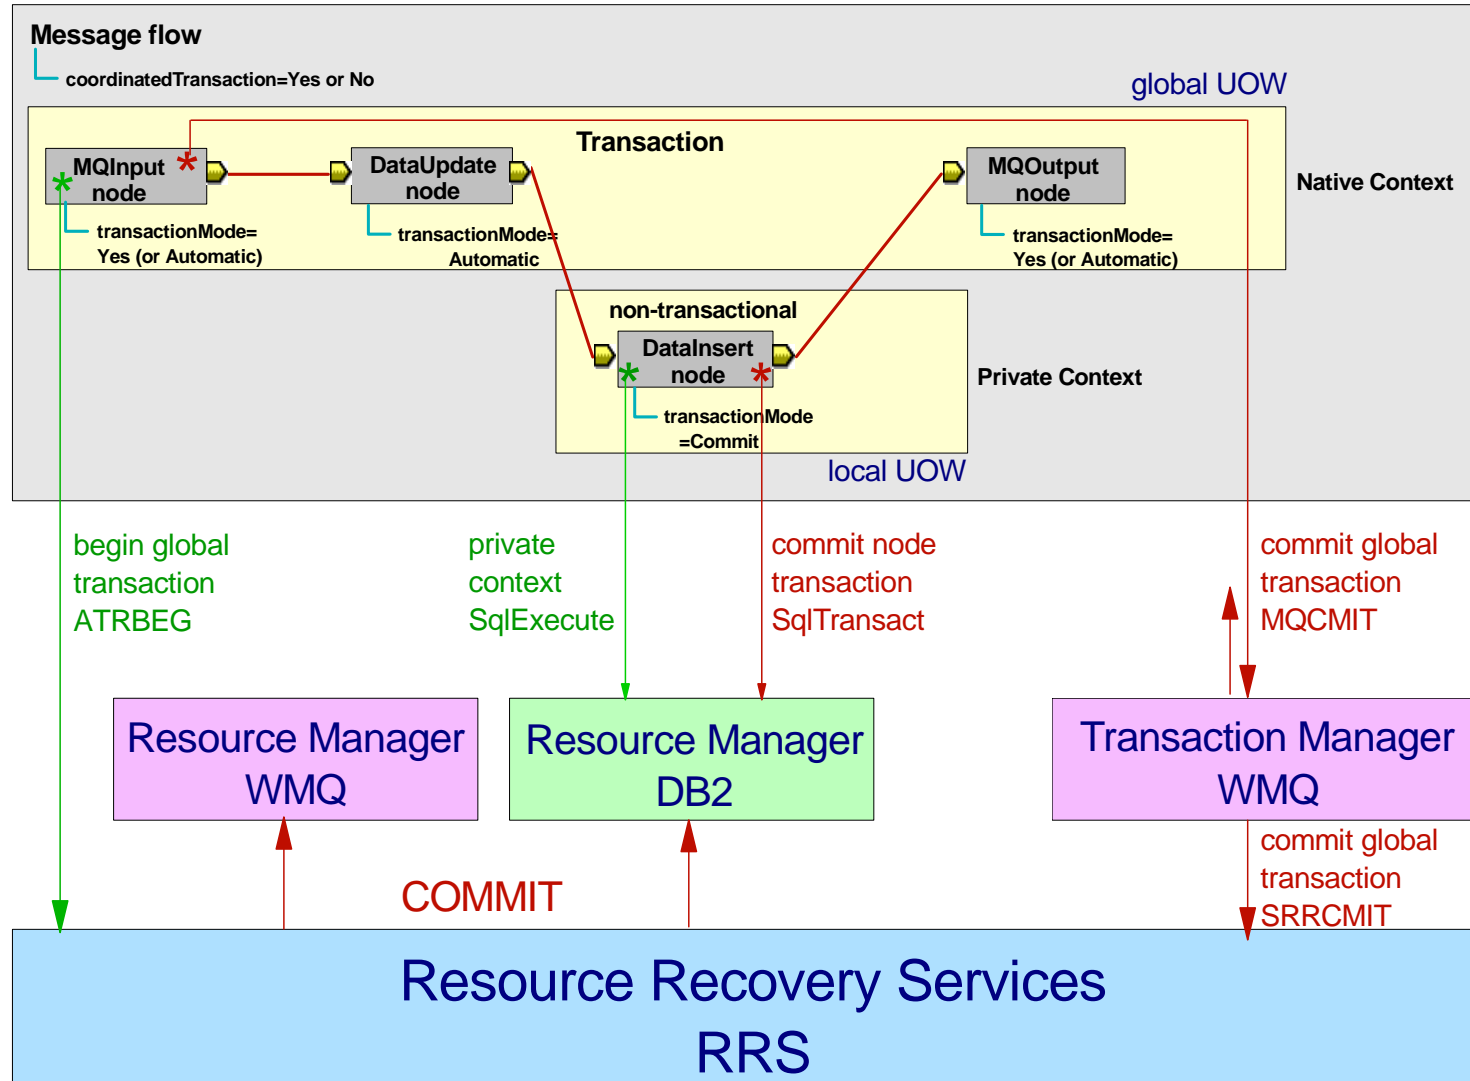 Message flow
coordinatedTransaction=Yes or No
global UOW
Transaction
MQInput
node
DataUpdate
node
MQOutput
node
Native Context
transactionMode=
Yes (or Automatic)
transactionMode=
Automatic
transactionMode=
Yes (or Automatic)
non-transactional
DataInsert
node
Private Context
transactionMode
=Commit
local UOW
begin global
transaction
ATRBEG
private
context
SqlExecute
commit node
transaction
SqlTransact
commit global
transaction
MQCMIT
Resource Manager
WMQ
Resource Manager
DB2
Transaction Manager
WMQ
COMMIT
commit global
transaction
SRRCMIT
Resource Recovery Services
RRS